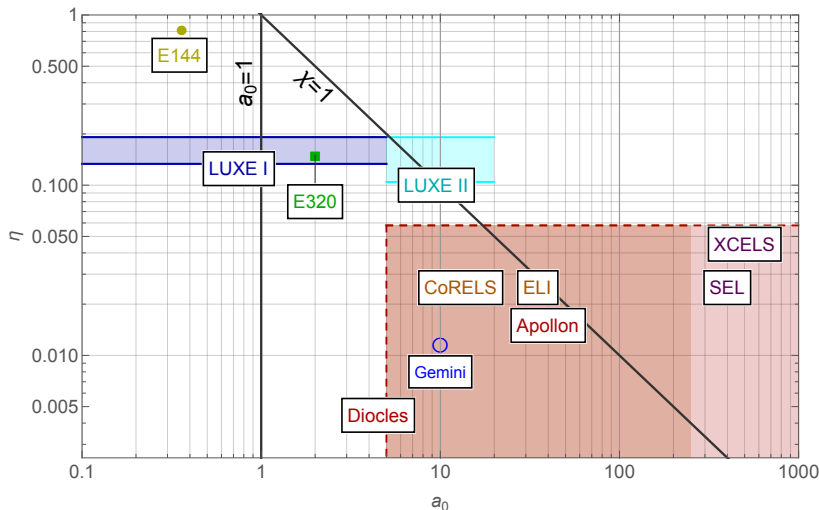 1
0.500
0.100
0.050
0.010
0.005
η
E144
a0=1
χ=1
LUXE I
LUXE II
E320
XCELS
CoRELS
ELI
SEL
Apollon
Gemini
Diocles
0.1
1
10
100
1000
a0